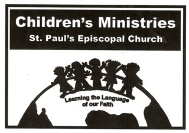 Children's Ministries
St. Paul's Episcopal Church
Learning the Language
of our Faith